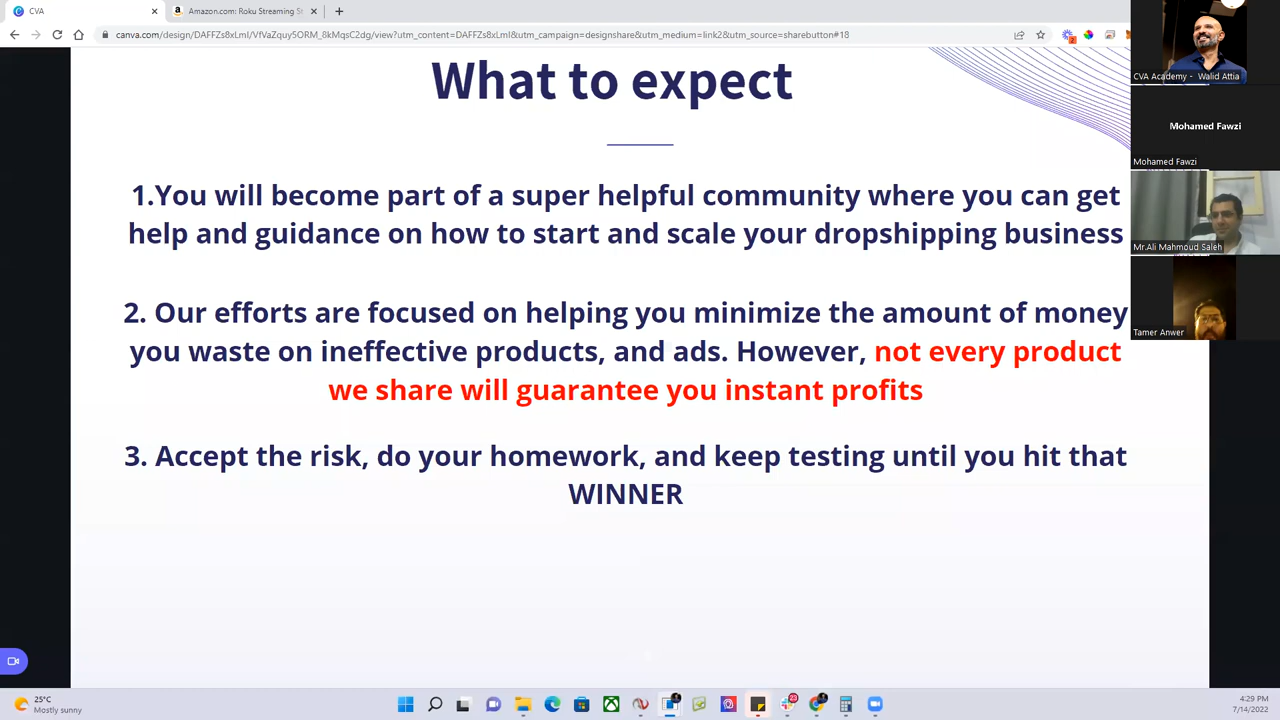 CVA
Amazon.com: Roku Streaming St
canva.com/design/DAFFZs8xLmI/VfVaZquy5ORM_8kMqsC2dg/view?utm_content=DAFFZs8xLmI&utm_campaign=designshare&utm_medium=link2&utm_source=sharebutton#18
What to expect
1.You will become part of a super helpful community where you can get
help and guidance on how to start and scale your dropshipping business
2. Our efforts are focused on helping you minimize the amount of money
you waste on ineffective products, and ads. However, not every product
we share will guarantee you instant profits
3. Accept the risk, do your homework, and keep testing until you hit that
WINNER
CVA Academy - Walid Attia
Mohamed Fawzi
Mohamed Fawzi
Mr.Ali Mahmoud Saleh
Tamer Anwer
25°C
Mostly sunny
23
4:29 PM
7/14/2022